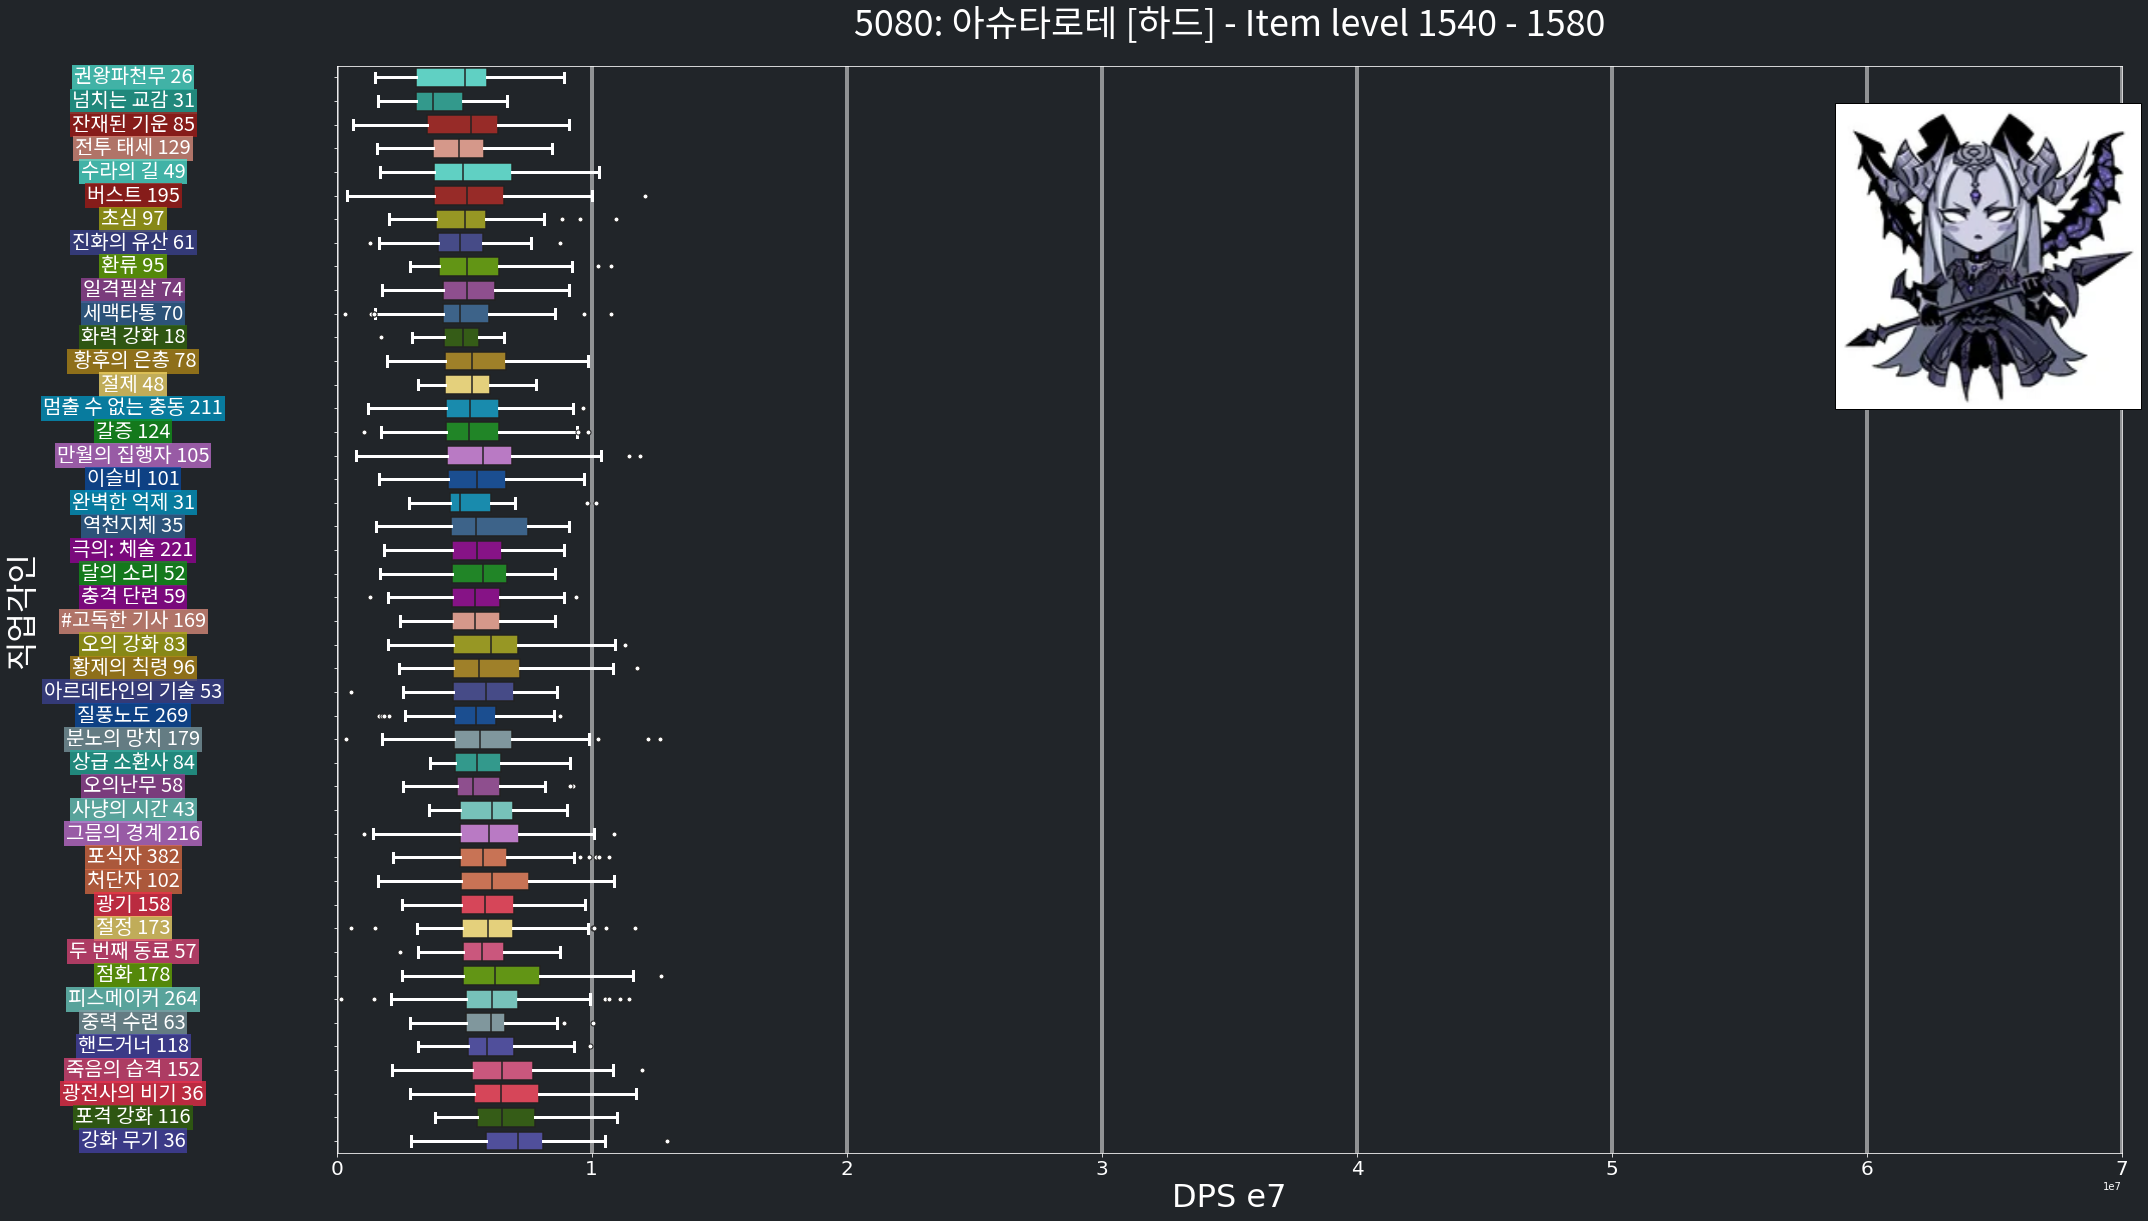 5080: 아슈타로테 [하드] - Item level 1540 - 1580
직업각인
권왕파천무 26
넘치는 교감 31
잔재된 기운 85
전투 태세 129
수라의 길 49
버스트 195
초심 97
진화의 유산 61
환류 95
일격필살 74
세맥타통 70
화력 강화 18
황후의 은총 78
절제 48
멈출 수 없는 충동 211
갈증 124
만월의 집행자 105
이슬비 101
완벽한 억제 31
역천지체 35
극의: 체술 221
달의 소리 52
충격 단련 59
#고독한 기사 169
오의 강화 83
황제의 칙령 96
아르데타인의 기술 53
질풍노도 269
분노의 망치 179
상급 소환사 84
오의난무 58
사냥의 시간 43
그믐의 경계 216
포식자 382
처단자 102
광기 158
절정 173
두 번째 동료 57
점화 178
피스메이커 264
중력 수련 63
핸드거너 118
죽음의 습격 152
광전사의 비기 36
포격 강화 116
강화 무기 36
0 1 2 3 4 5 6 7
1e7
DPS e7